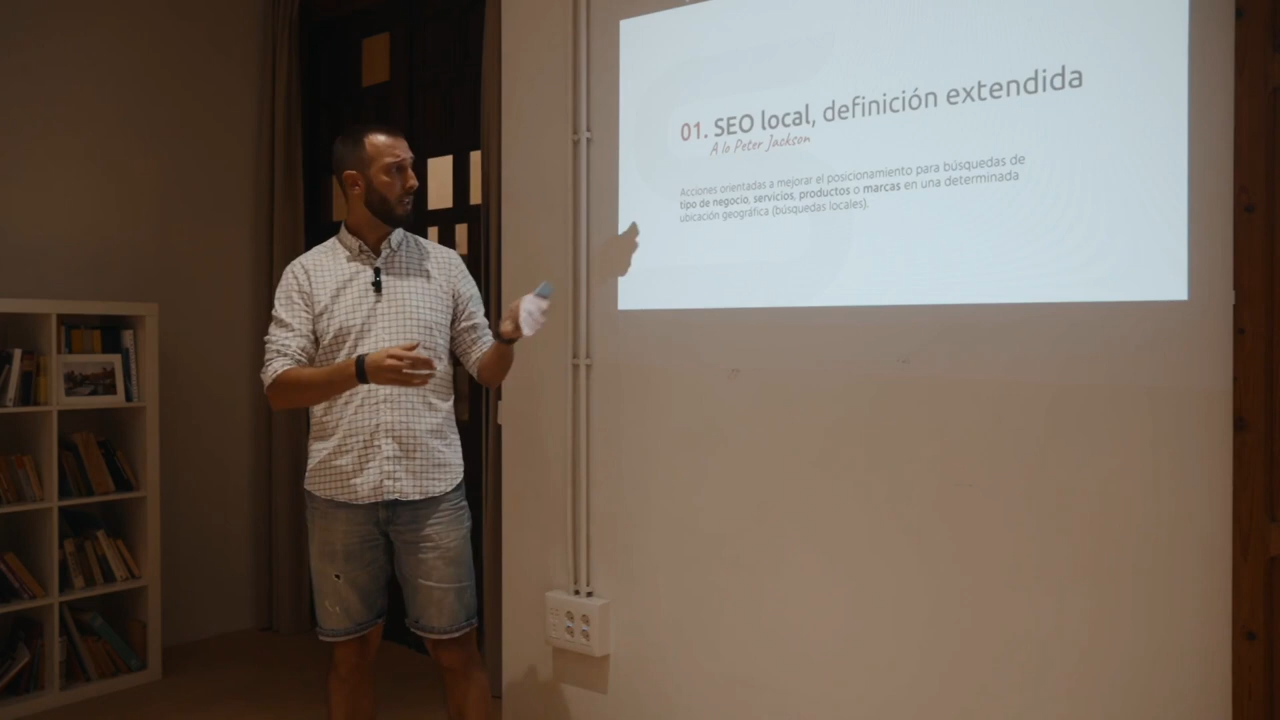 01. SEO local, definición extendida
A lo Peter Jackson
Acciones orientadas a mejorar el posicionamiento para búsquedas de
tipo de negocio, servicios, productos o marcas en una determinada
ubicación geográfica (búsquedas locales).